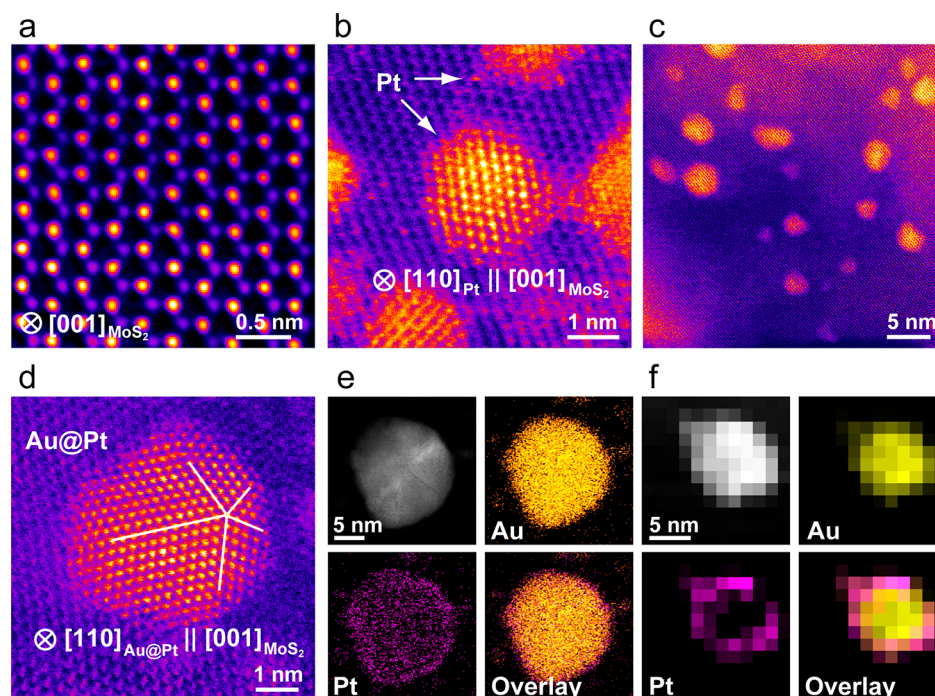 a
b
c
Pt
⊗ [001]MoS2
0.5 nm
⊗ [110]Pt || [001]MoS2
1 nm
5 nm
d
e
f
Au@Pt
⊗ [110]Au@Pt || [001]MoS2
1 nm
5 nm
Au
5 nm
Au
Pt
Overlay
Pt
Overlay